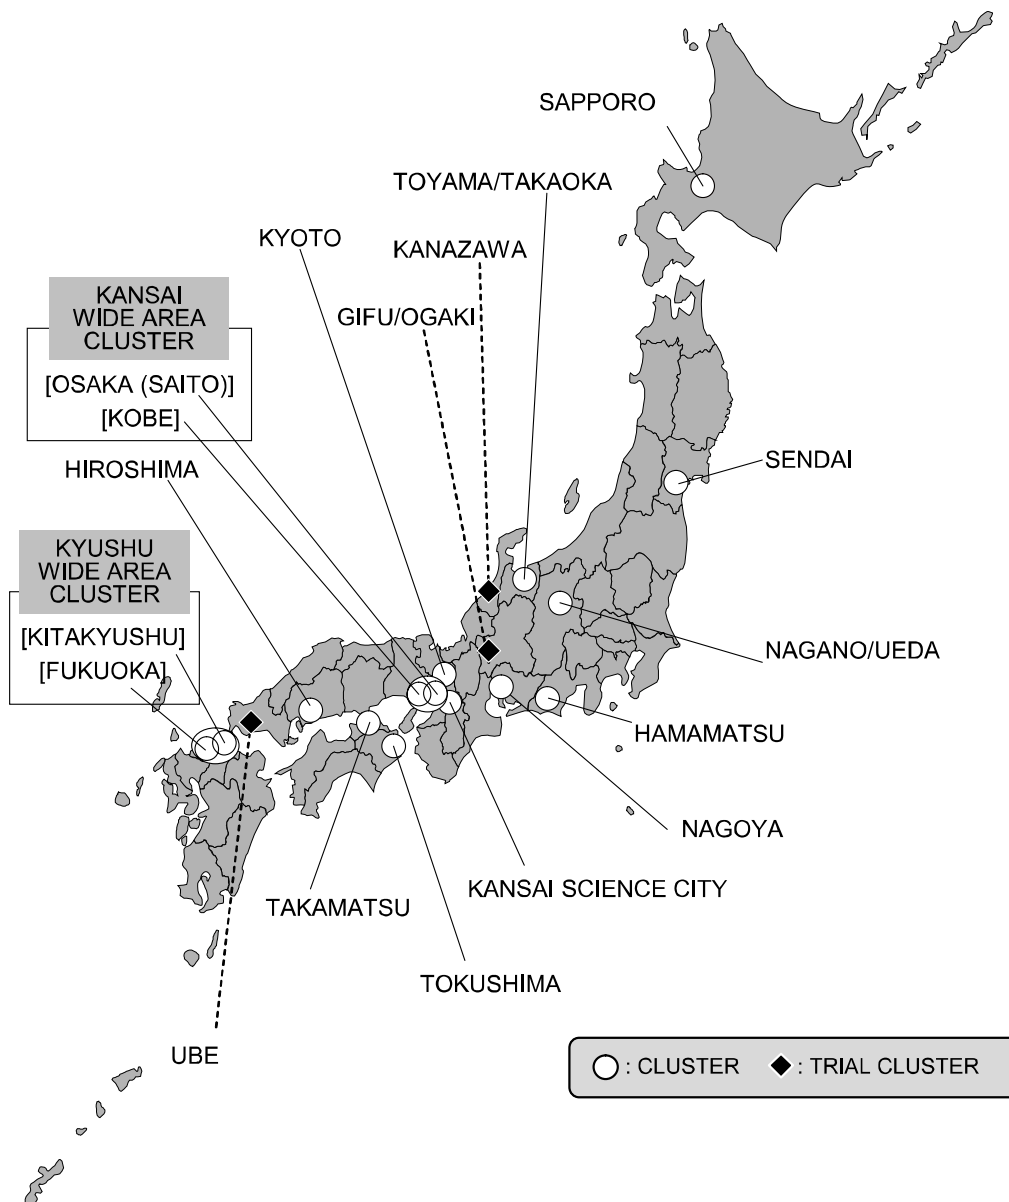 SAPPORO
TOYAMA/TAKAOKA
KYOTO
KANAZAWA
KANSAI
WIDE AREA
CLUSTER
GIFU/OGAKI
[OSAKA (SAITO)]
[KOBE]
HIROSHIMA
SENDAI
KYUSHU
WIDE AREA
CLUSTER
[KITAKYUSHU]
[FUKUOKA]
NAGANO/UEDA
HAMAMATSU
NAGOYA
KANSAI SCIENCE CITY
TAKAMATSU
TOKUSHIMA
UBE
: CLUSTER
: TRIAL CLUSTER